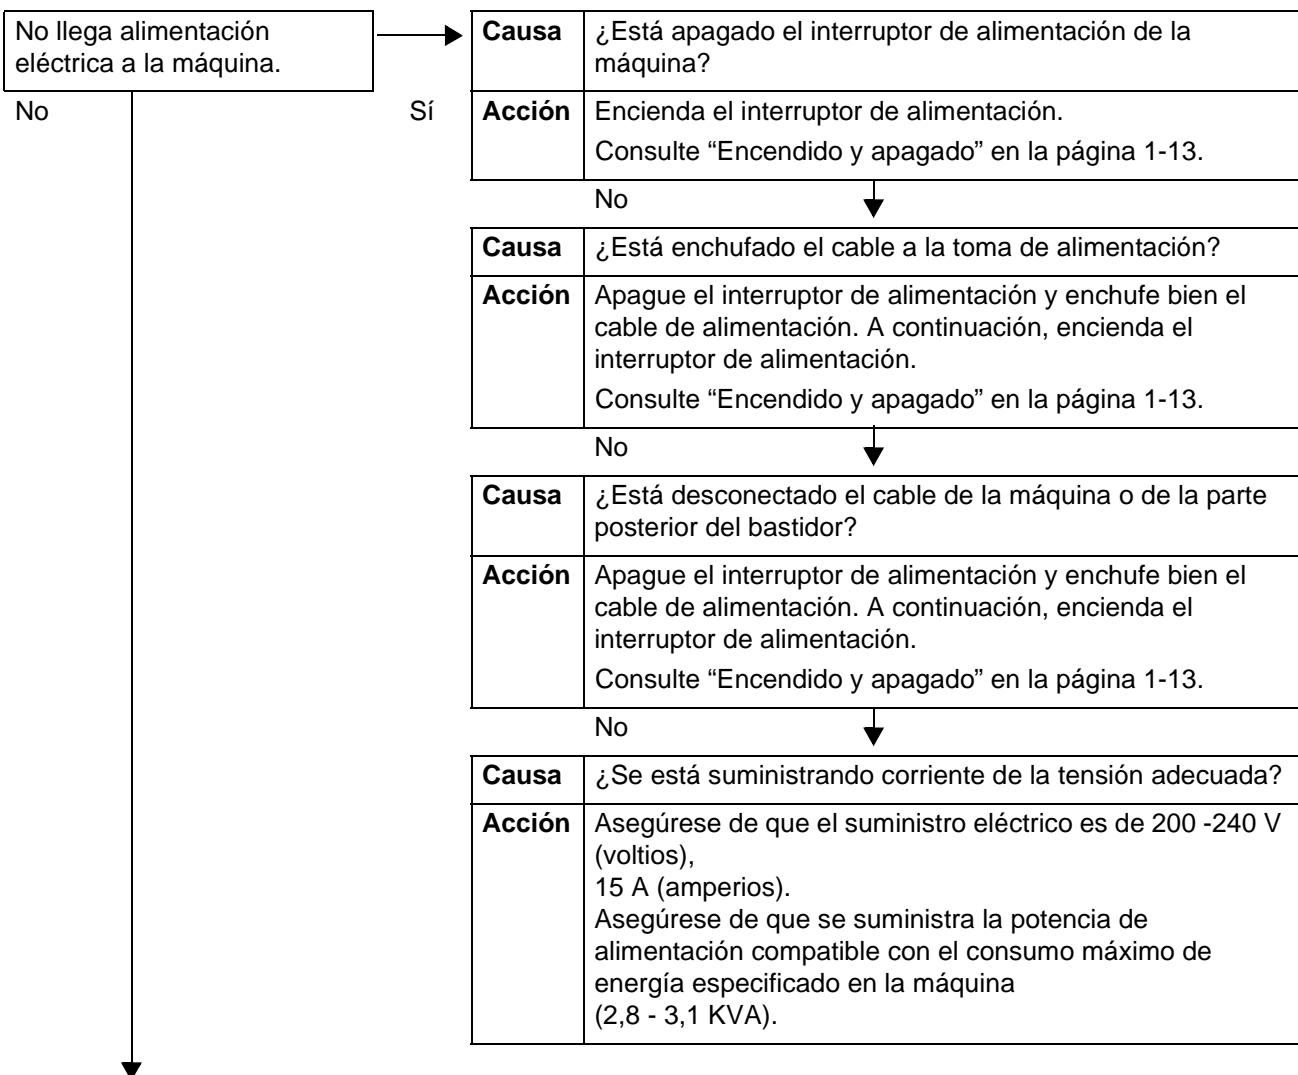 No llega alimentación
eléctrica a la máquina.
No
Sí
Causa
¿Está apagado el interruptor de alimentación de la
máquina?
Acción
Encienda el interruptor de alimentación.
Consulte “Encendido y apagado” en la página 1-13.
No
Causa
¿Está enchufado el cable a la toma de alimentación?
Acción
Apague el interruptor de alimentación y enchufe bien el
cable de alimentación. A continuación, encienda el
interruptor de alimentación.
Consulte “Encendido y apagado” en la página 1-13.
No
Causa
¿Está desconectado el cable de la máquina o de la parte
posterior del bastidor?
Acción
Apague el interruptor de alimentación y enchufe bien el
cable de alimentación. A continuación, encienda el
interruptor de alimentación.
Consulte “Encendido y apagado” en la página 1-13.
No
Causa
¿Se está suministrando corriente de la tensión adecuada?
Acción
Asegúrese de que el suministro eléctrico es de 200 -240 V
(voltios),
15 A (amperios).
Asegúrese de que se suministra la potencia de
alimentación compatible con el consumo máximo de
energía especificado en la máquina
(2,8 - 3,1 KVA).